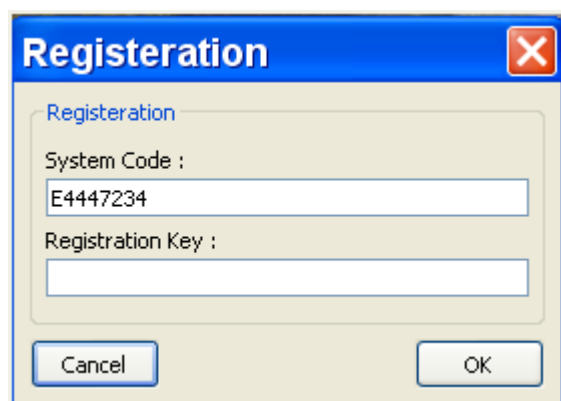 Registeration
Registeration
System Code :
E4447234
Registration Key :
Cancel
OK